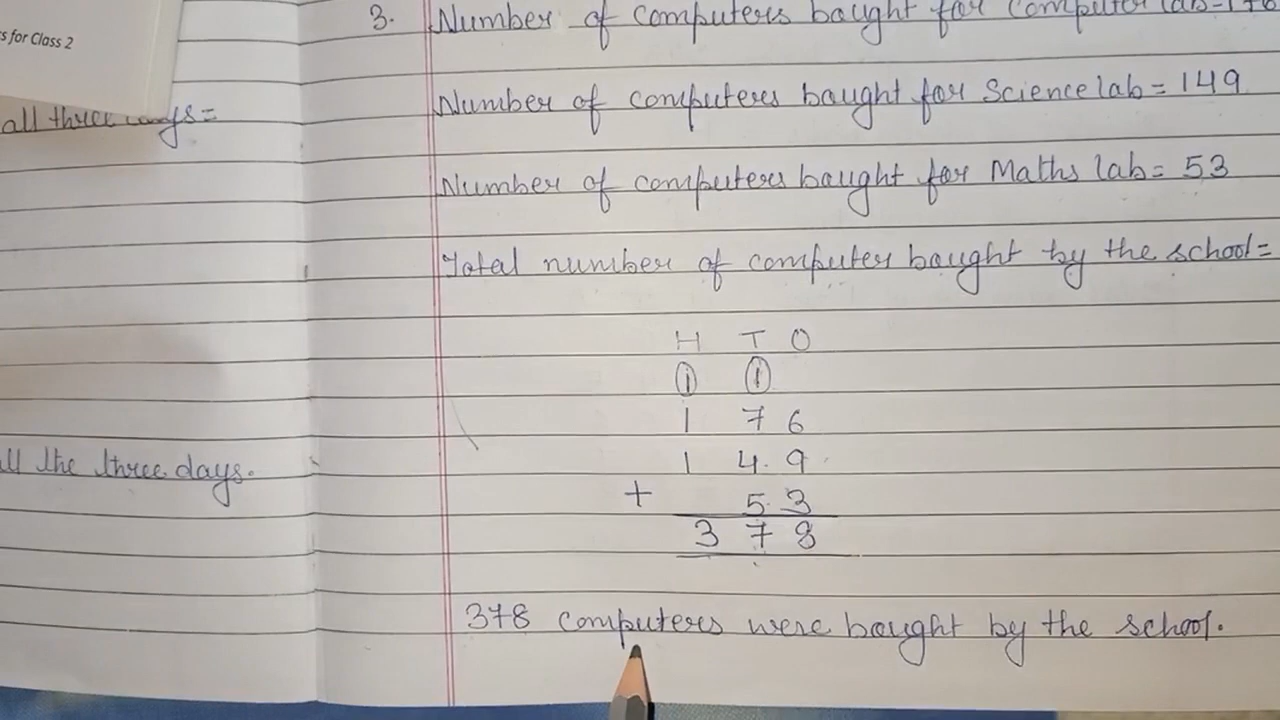 s for Class 2
all three days=
ll the three days.
3. Number of computers bought for Computer lab=176
Number of computers bought for Science lab = 149
Number of computers bought for Maths lab = 53
Total number of computer bought by the school=
H T O
1 1
1 7 6
1 4 9
+ 5 3
3 7 8
378 computers were bought by the school.